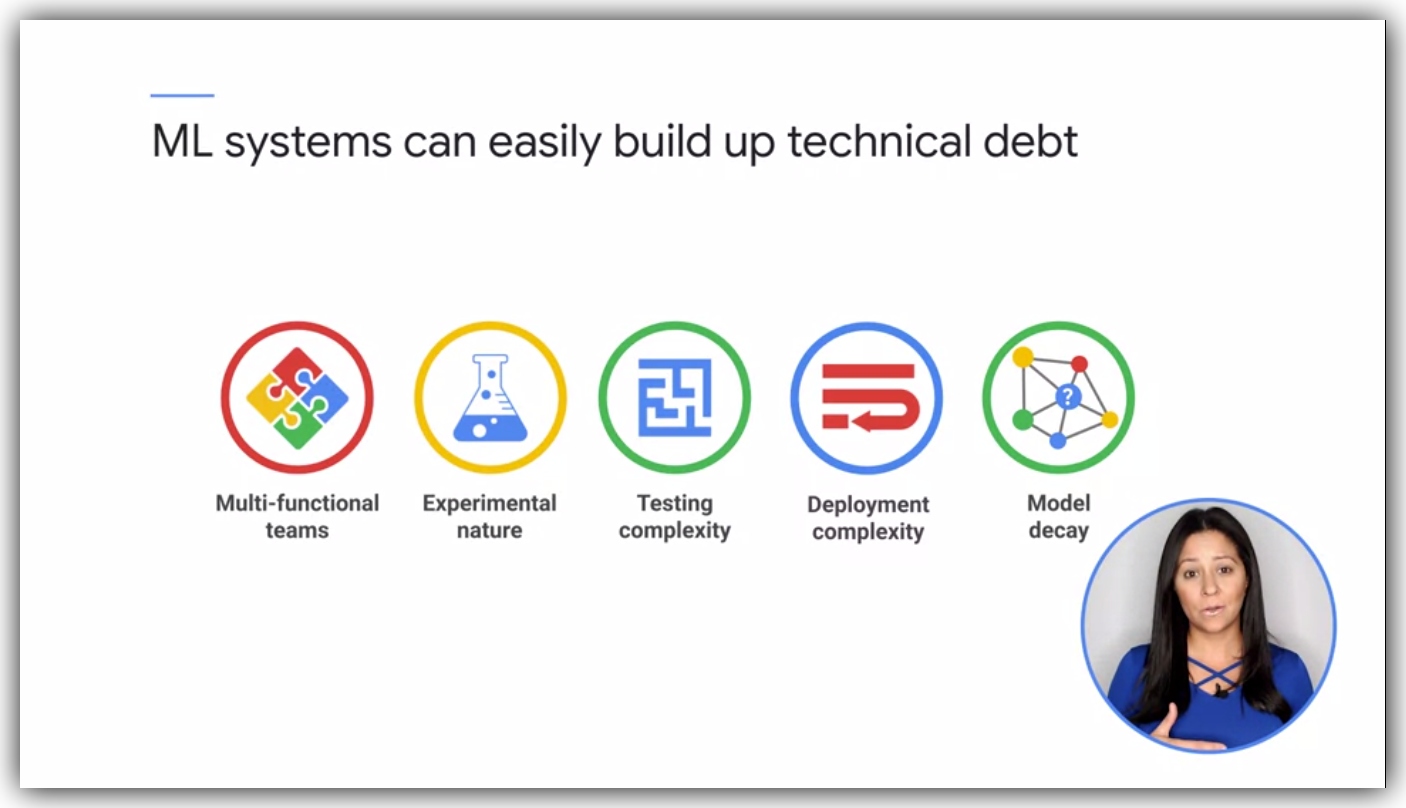 ML systems can easily build up technical debt
Multi-functional
teams
Experimental
nature
Testing
complexity
Deployment
complexity
?
Model
decay